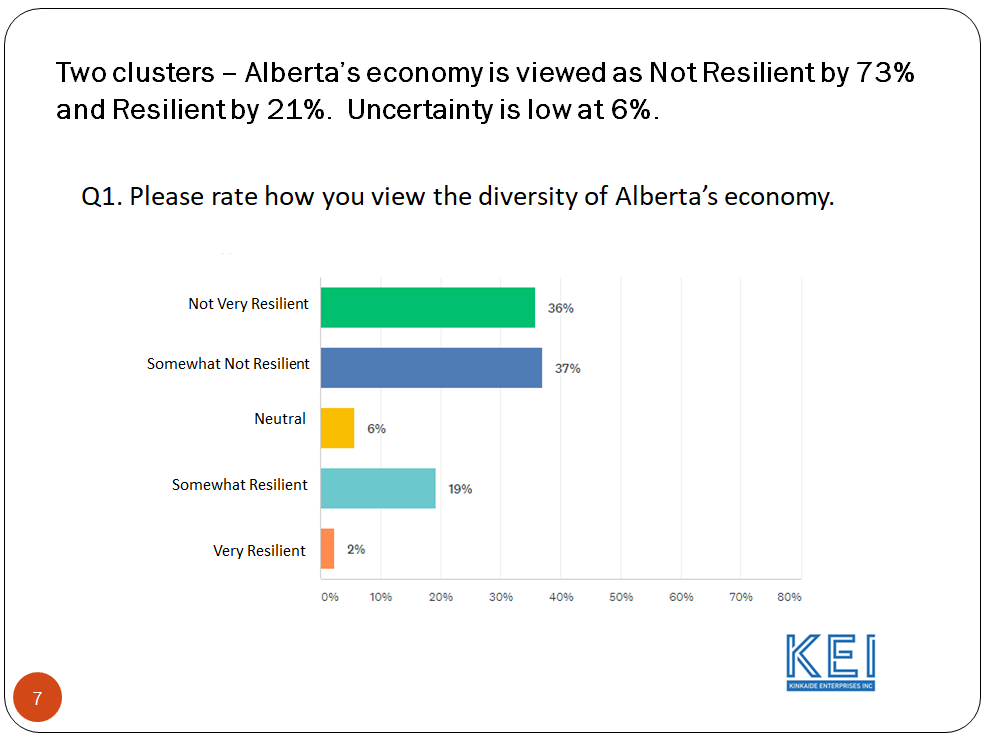 Two clusters – Alberta’s economy is viewed as Not Resilient by 73%
and Resilient by 21%. Uncertainty is low at 6%.
Q1. Please rate how you view the diversity of Alberta’s economy.
Not Very Resilient 36%
Somewhat Not Resilient 37%
Neutral 6%
Somewhat Resilient 19%
Very Resilient 2%
0% 10% 20% 30% 40% 50% 60% 70% 80%
KEI
KINKAIDE ENTERPRISES INC
7